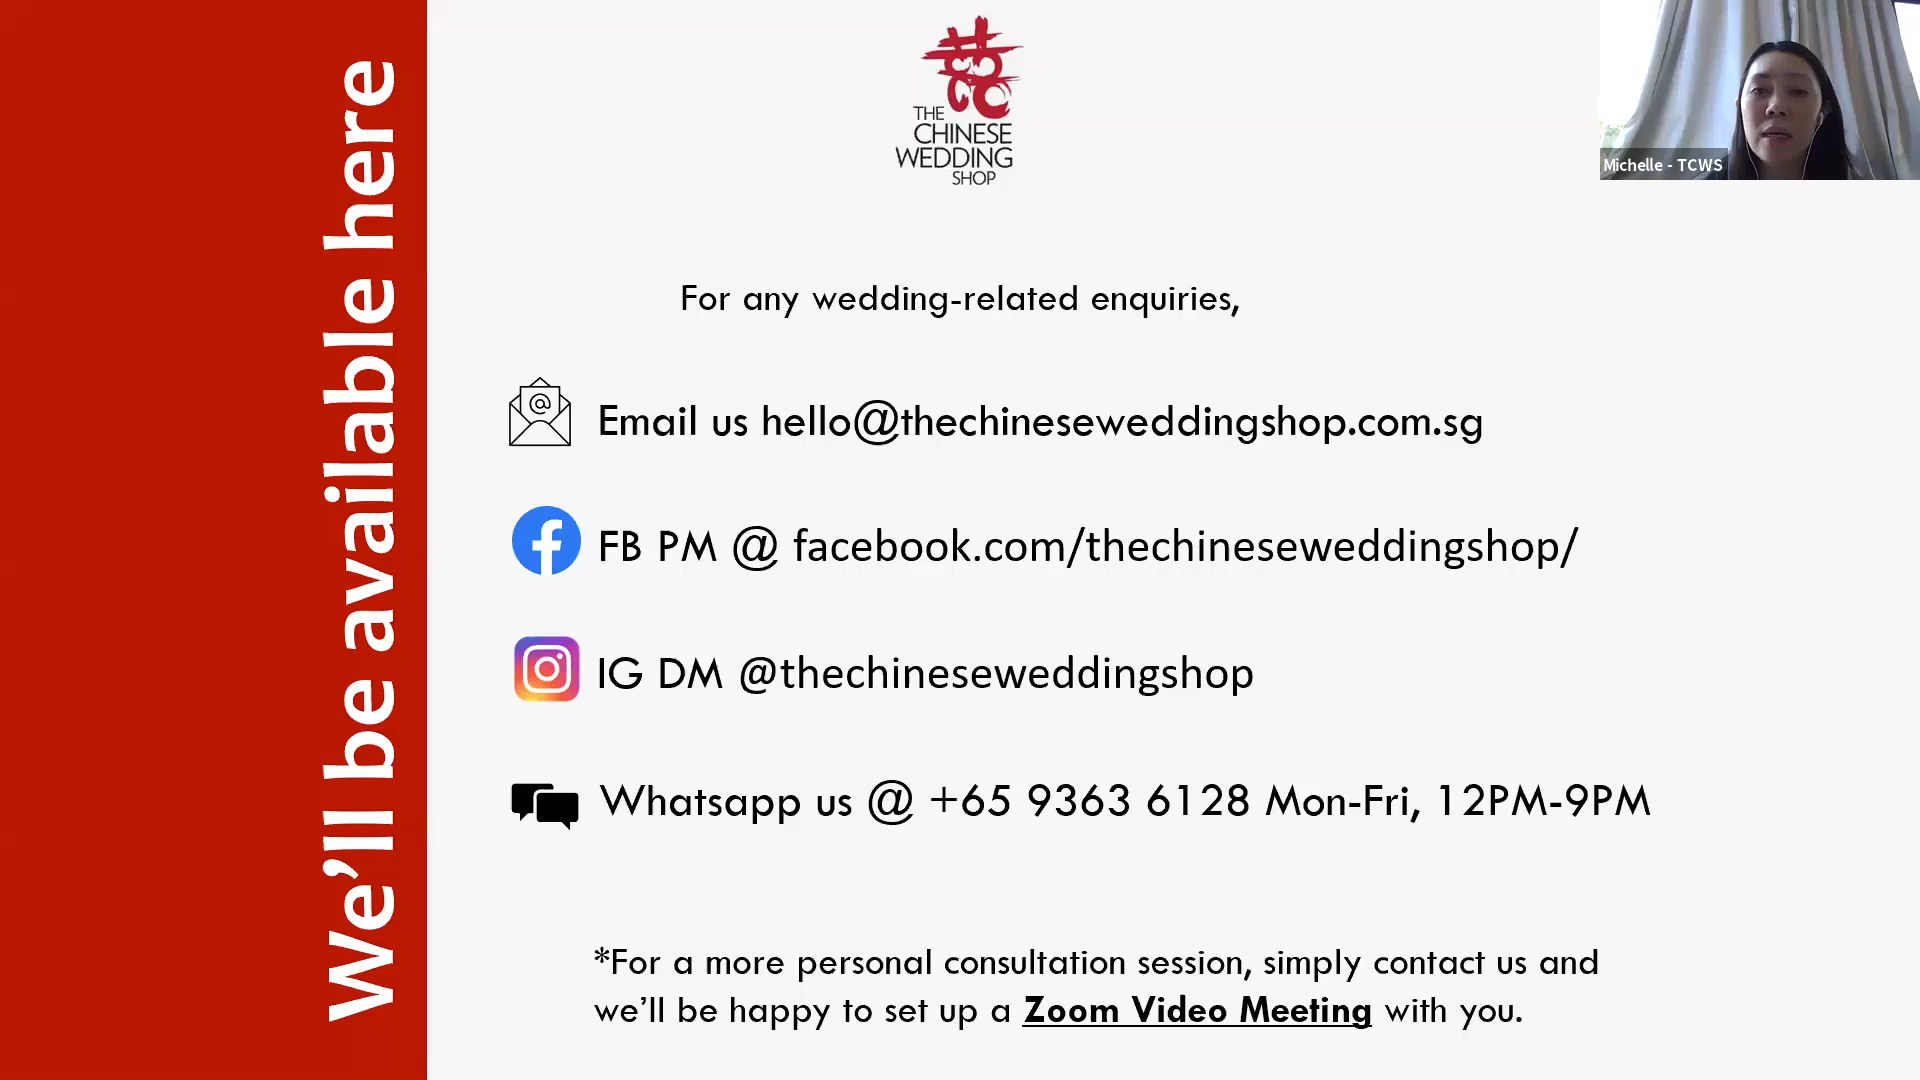 We'll be available here
囍
THE
CHINESE
WEDDING
SHOP
Michelle - TCWS
For any wedding-related enquiries,
Email us hello@thechineseweddingshop.com.sg
FB PM @ facebook.com/thechineseweddingshop/
IG DM @thechineseweddingshop
Whatsapp us @ +65 9363 6128 Mon-Fri, 12PM-9PM
*For a more personal consultation session, simply contact us and
we’ll be happy to set up a Zoom Video Meeting with you.